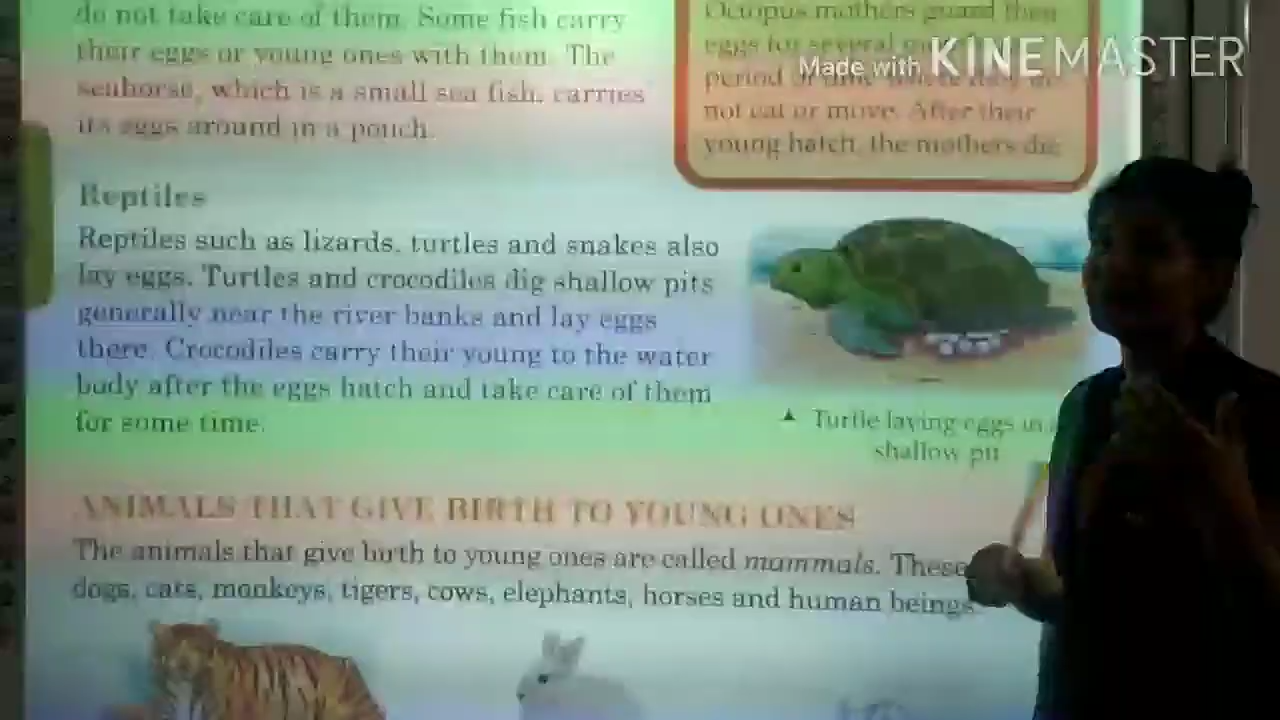 do not take care of them. Some fish carry
their eggs or young ones with them. The
seahorse, which is a small sea fish, carries
its eggs around in a pouch.
Octopus mothers guard their
eggs for several
period of time
not eat or move. After their
young hatch, the mothers die.
Made with KINEMASTER
Reptiles
Reptiles such as lizards, turtles and snakes also
lay eggs. Turtles and crocodiles dig shallow pits
generally near the river banks and lay eggs
there. Crocodiles carry their young to the water
body after the eggs hatch and take care of them
for some time.
▲ Turtle laying eggs in a
shallow pit
ANIMALS THAT GIVE BIRTH TO YOUNG ONES
The animals that give birth to young ones are called mammals. These
dogs, cats, monkeys, tigers, cows, elephants, horses and human beings